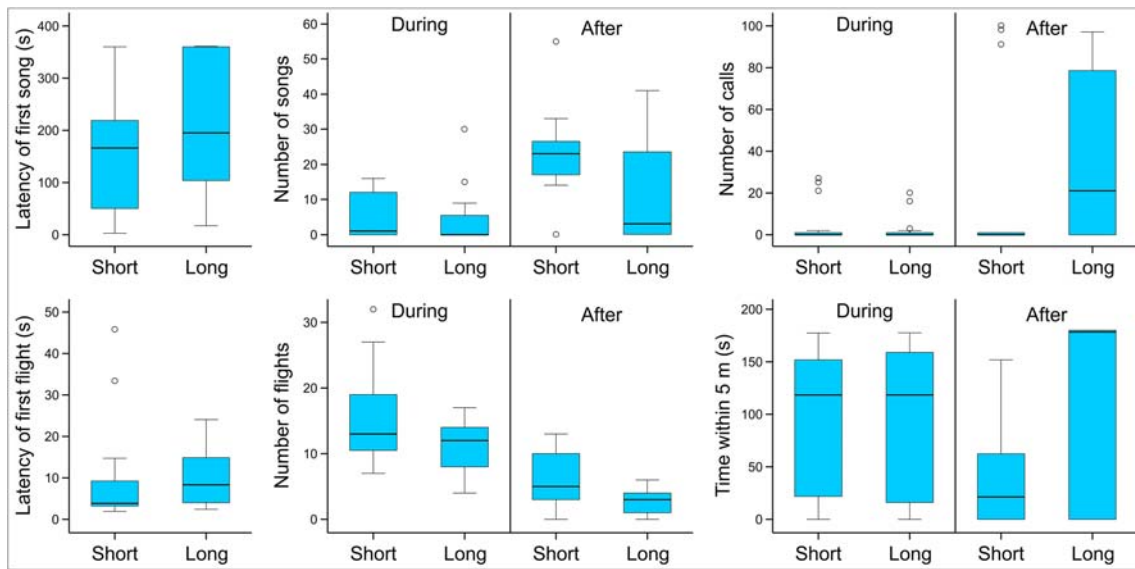 Latency of first song (s)
400
300
200
100
0
Short Long
Number of songs
60
50
40
30
20
10
0
During After
Short Long Short Long
Number of calls
100
80
60
40
20
0
During After
Short Long Short Long
Latency of first flight (s)
50
40
30
20
10
0
Short Long
Number of flights
30
20
10
0
During After
Short Long Short Long
Time within 5 m (s)
200
150
100
50
0
During After
Short Long Short Long